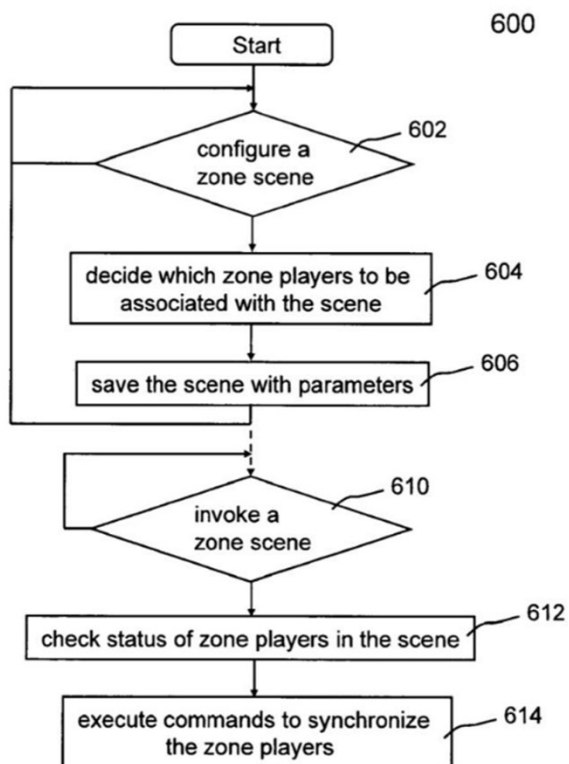 600
Start
602
configure a
zone scene
decide which zone players to be
associated with the scene
604
save the scene with parameters
606
610
invoke a
zone scene
check status of zone players in the scene
612
execute commands to synchronize
the zone players
614